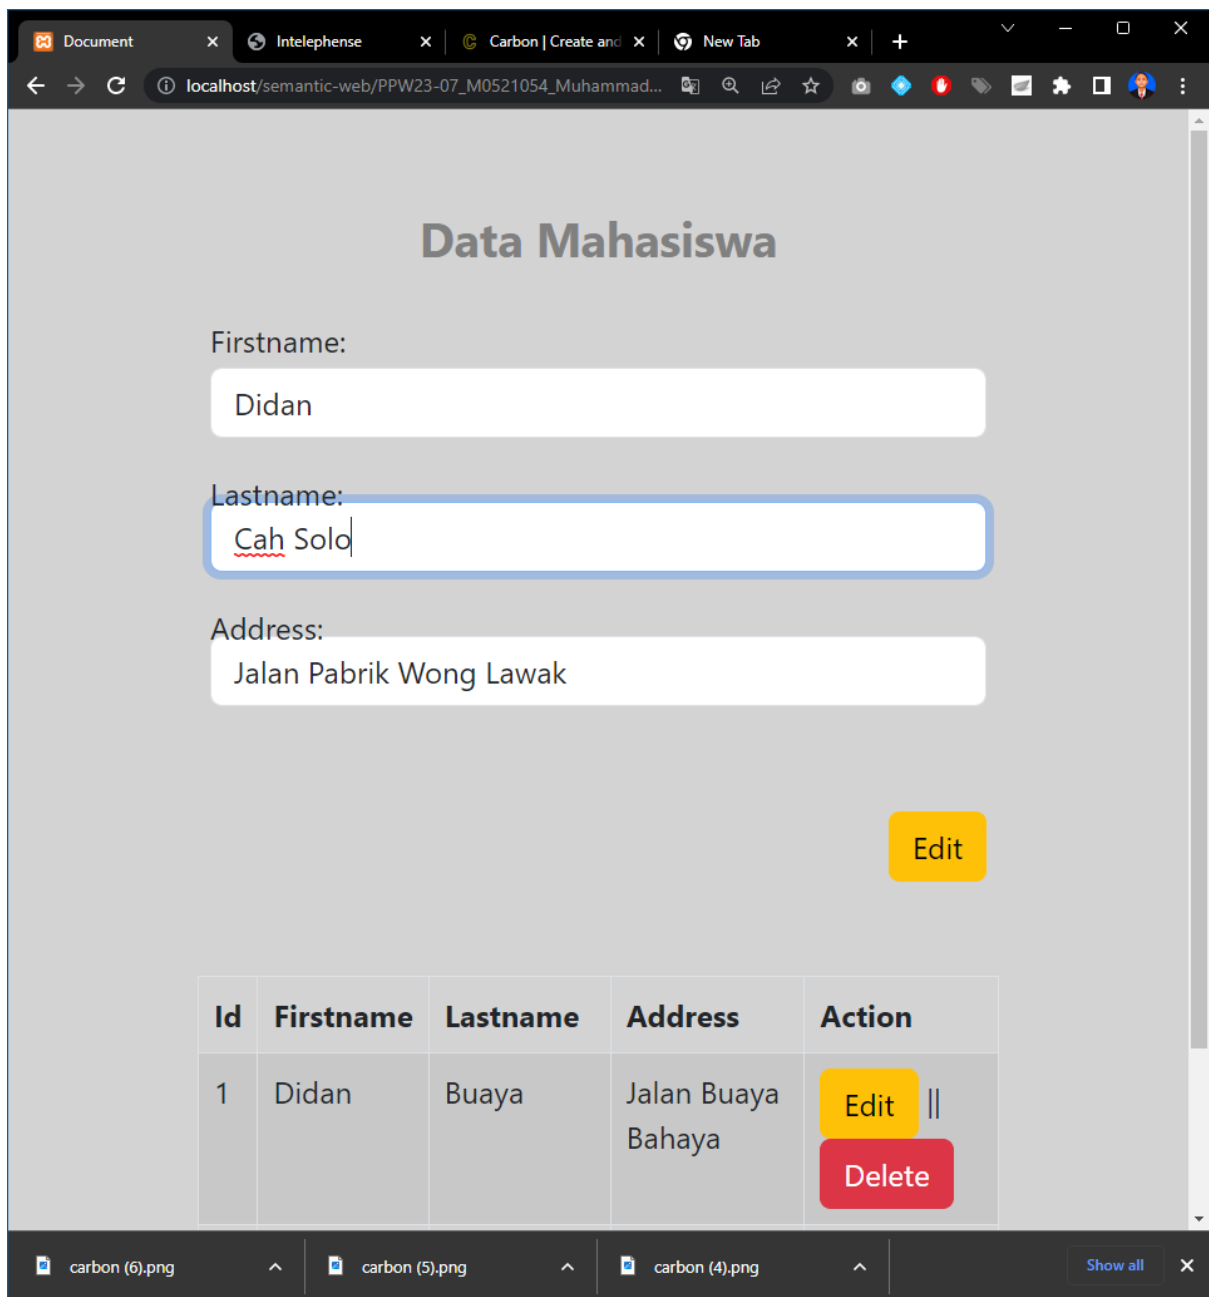 Document
Intelephense
Carbon | Create and
New Tab
localhost/semantic-web/PPW23-07_M0521054_Muhammad...
Data Mahasiswa
Firstname:
Didan
Lastname:
Cah Solo
Address:
Jalan Pabrik Wong Lawak
Edit
Id Firstname Lastname Address Action
1 Didan Buaya Jalan Buaya Edit ||
Bahaya
Delete
carbon (6).png carbon (5).png carbon (4).png Show all